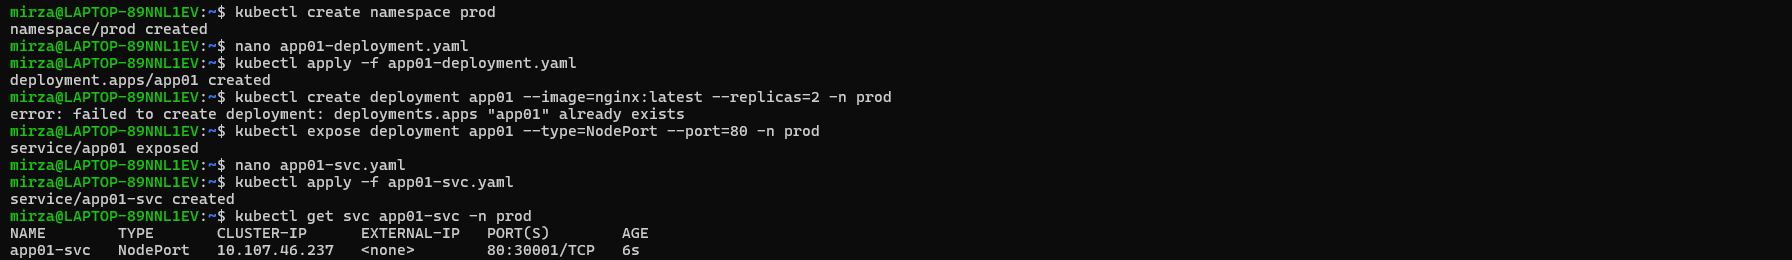 mirza@LAPTOP-89NNL1EV:~$ kubectl create namespace prod
namespace/prod created
mirza@LAPTOP-89NNL1EV:~$ nano app01-deployment.yaml
mirza@LAPTOP-89NNL1EV:~$ kubectl apply -f app01-deployment.yaml
deployment.apps/app01 created
mirza@LAPTOP-89NNL1EV:~$ kubectl create deployment app01 --image=nginx:latest --replicas=2 -n prod
error: failed to create deployment: deployments.apps "app01" already exists
mirza@LAPTOP-89NNL1EV:~$ kubectl expose deployment app01 --type=NodePort --port=80 -n prod
service/app01 exposed
mirza@LAPTOP-89NNL1EV:~$ nano app01-svc.yaml
mirza@LAPTOP-89NNL1EV:~$ kubectl apply -f app01-svc.yaml
service/app01-svc created
mirza@LAPTOP-89NNL1EV:~$ kubectl get svc app01-svc -n prod
NAME        TYPE       CLUSTER-IP      EXTERNAL-IP   PORT(S)        AGE
app01-svc   NodePort   10.107.46.237   <none>        80:30001/TCP   6s